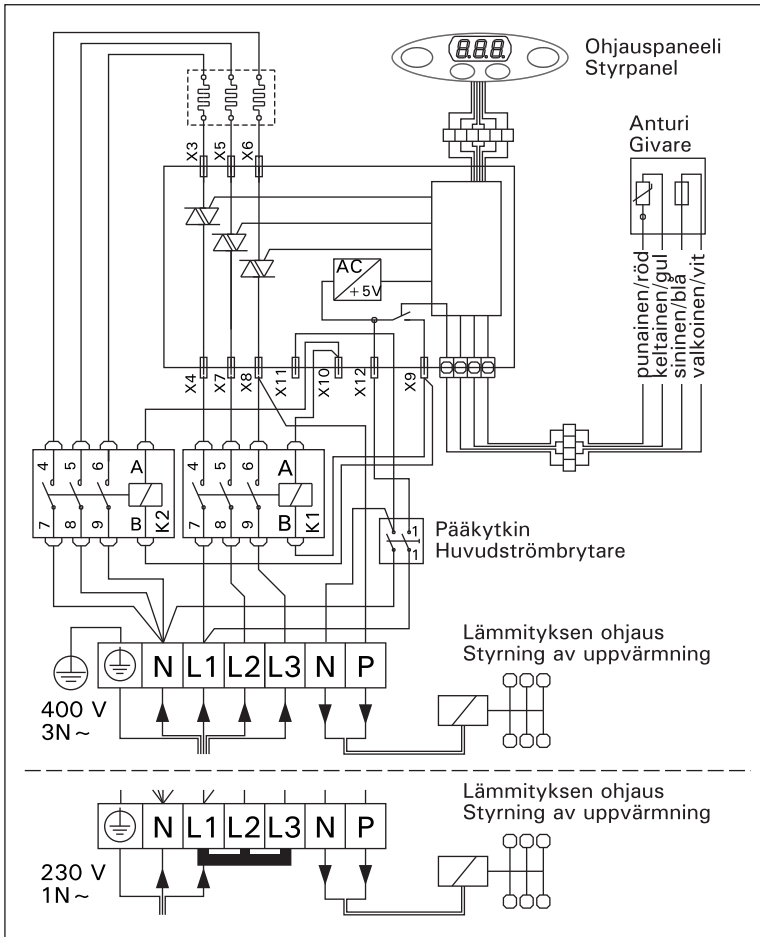 8.8.8.
Ohjauspaneeli
Styrpanel
Anturi
Givare
X3
X5
X6
AC
+5V
punainen/röd
keltainen/gul
sininen/blå
valkoinen/vit
X4
X7
X8
X11
X10
X12
X9
4
5
6
A
7
8
9
B
K2
4
5
6
A
7
8
9
B
K1
1
1
Pääkytkin
Huvudströmbrytare
N L1 L2 L3 N P
400 V
3N~
Lämmityksen ohjaus
Styrning av uppvärmning
N L1 L2 L3 N P
230 V
1N~
Lämmityksen ohjaus
Styrning av uppvärmning